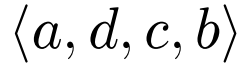 ⟨a, d, c, b⟩